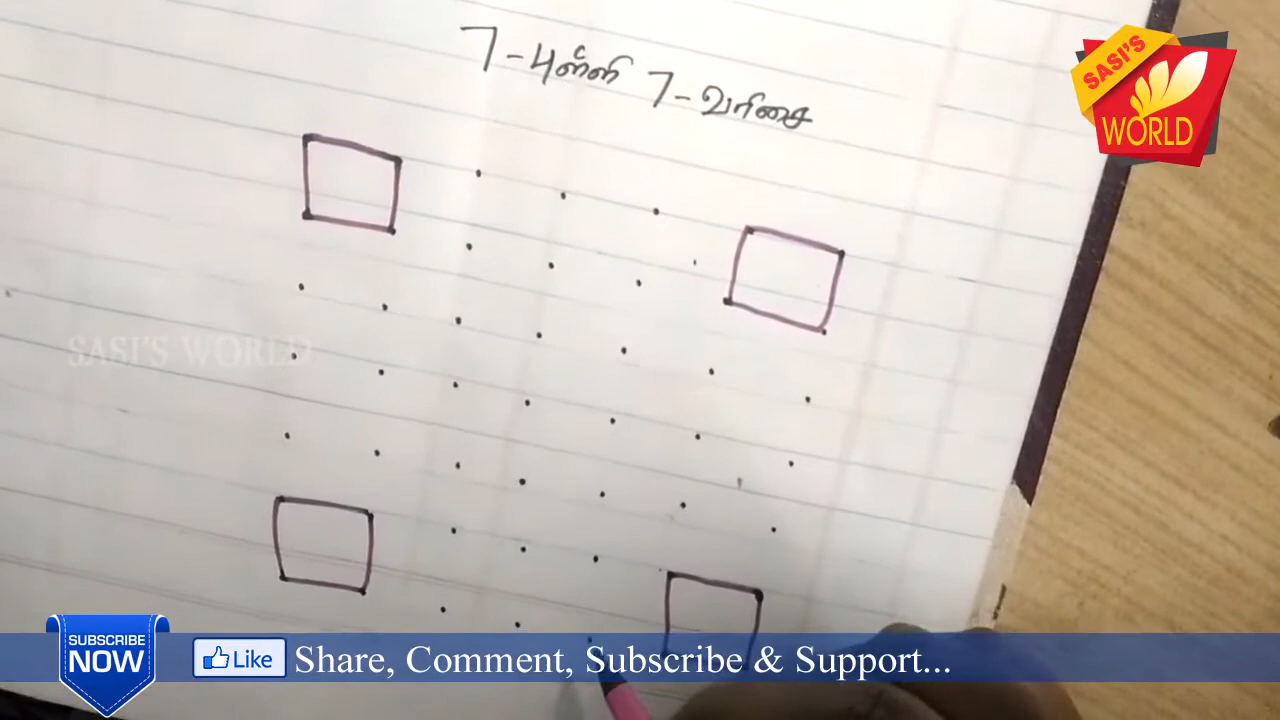 7-புள்ளி 7-வரிசை
SASI'S
WORLD
SASI'S WORLD
SUBSCRIBE
NOW
Like
Share, Comment, Subscribe & Support...